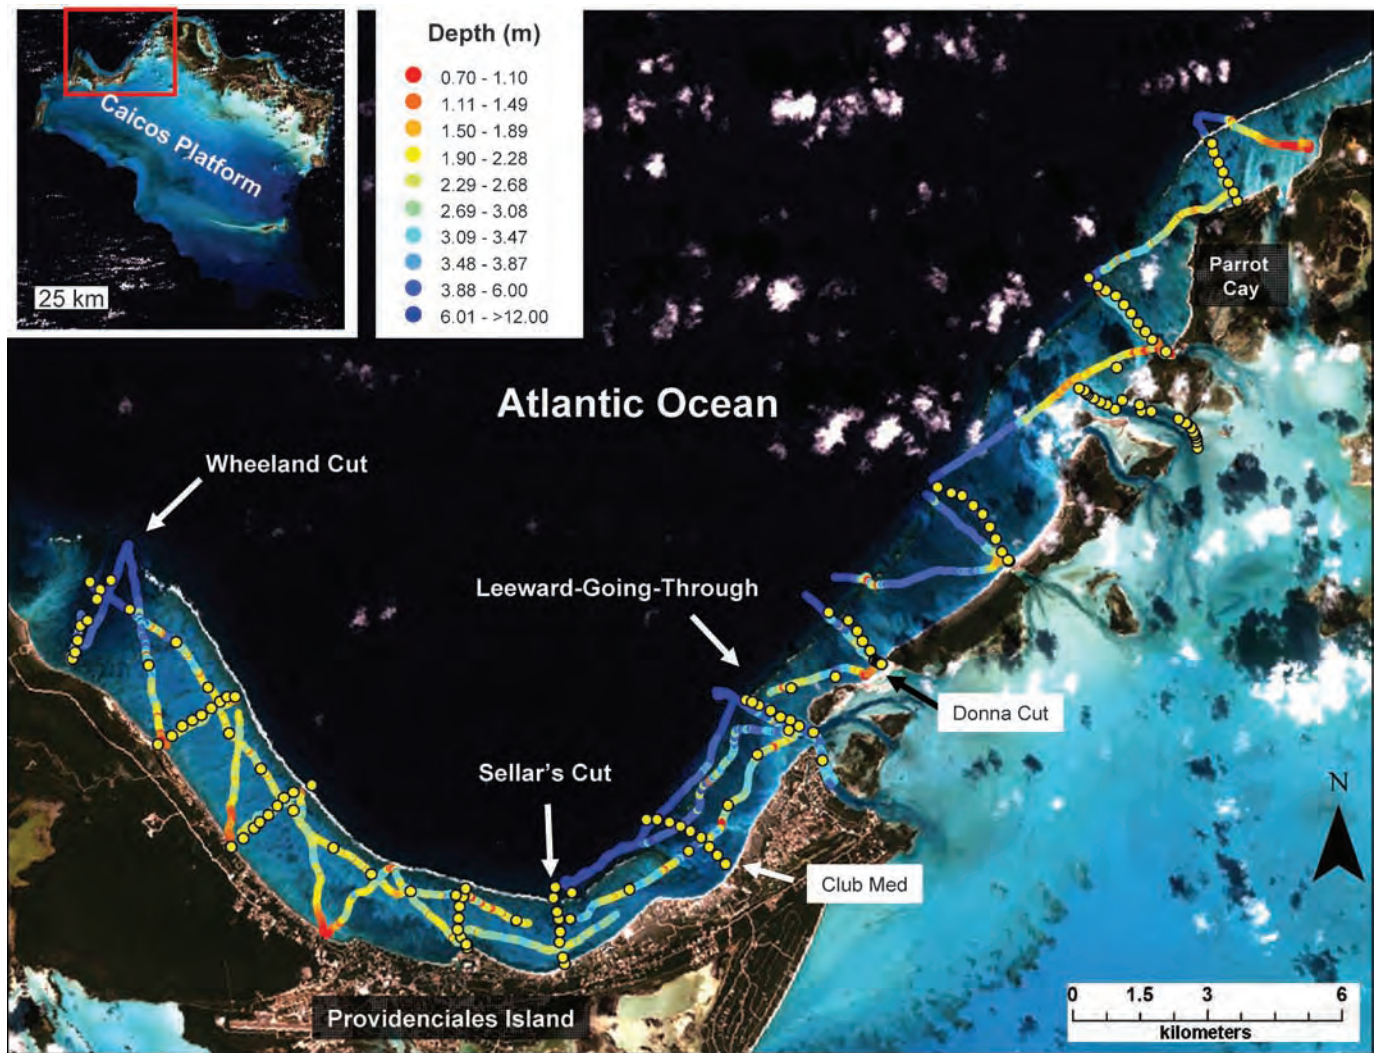 Caicos Platform
25 km
Depth (m)
0.70 - 1.10
1.11 - 1.49
1.50 - 1.89
1.90 - 2.28
2.29 - 2.68
2.69 - 3.08
3.09 - 3.47
3.48 - 3.87
3.88 - 6.00
6.01 - >12.00
Parrot
Cay
Atlantic Ocean
Wheeland Cut
Leeward-Going-Through
Donna Cut
Sellar's Cut
Club Med
N
Providenciales Island
0 1.5 3 6
kilometers